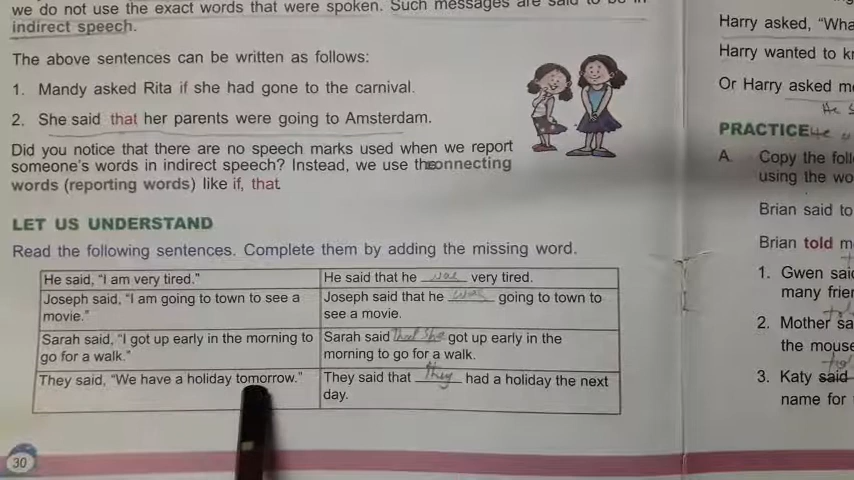 we do not use the exact words that were spoken. Such messages are said to be in
indirect speech.
The above sentences can be written as follows:
1. Mandy asked Rita if she had gone to the carnival.
2. She said that her parents were going to Amsterdam.
Did you notice that there are no speech marks used when we report
someone's words in indirect speech? Instead, we use the connecting
words (reporting words) like if, that.
LET US UNDERSTAND
Read the following sentences. Complete them by adding the missing word.
He said, "I am very tired."
He said that he was very tired.
Joseph said, "I am going to town to see a
movie."
Joseph said that he was going to town to
see a movie.
Sarah said, "I got up early in the morning to
go for a walk."
Sarah said that she got up early in the
morning to go for a walk.
They said, "We have a holiday tomorrow."
They said that they had a holiday the next
day.
30
Harry asked, "Wha
Harry wanted to kn
Or Harry asked me
He s
PRACTICE
He
A. Copy the foll
using the wo
Brian said to
Brian told m
1. Gwen said
many frien
2. Mother sa
the mouse
3. Katy said
name for